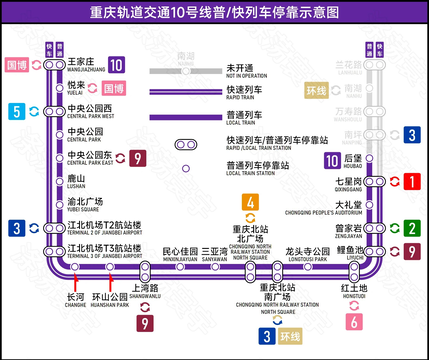 重庆轨道交通10号线普/快列车停靠示意图
快车
普通
快车
普通
国博
王家庄
WANGJIAZHUANG
10
悦来
YUELAI
国博
5
中央公园西
CENTRAL PARK WEST
中央公园
CENTRAL PARK
中央公园东
CENTRAL PARK EAST
9
鹿山
LUSHAN
渝北广场
YUBEI SQUARE
3
江北机场T2航站楼
TERMINAL 2 OF JIANGBEI AIRPORT
江北机场T3航站楼
TERMINAL 3 OF JIANGBEI AIRPORT
长河
CHANGHE
环山公园
HUANSHAN PARK
上湾路
SHANGWANLU
9
民心佳园
MINXINJIAYUAN
三亚湾
SANYAWAN
4
重庆北站
北广场
CHONGQING NORTH
RAILWAY STATION
NORTH SQUARE
重庆北站
南广场
CHONGQING NORTH RAILWAY STATION
3
环线
龙头寺公园
LONGTOUSI PARK
红土地
HONGTUDI
6
鲤鱼池
LIYUCHI
9
曾家岩
ZENGJIAYAN
2
大礼堂
CHONGQING PEOPLE'S AUDITORIUM
七星岗
QIXINGGANG
1
10
后堡
HOUBAO
南坪
NANPING
3
万寿路
环线
南湖
兰花路
LANHUALU
南湖
NANHU
未开通
NOT IN OPERATION
快速列车
RAPID TRAIN
普通列车
LOCAL TRAIN
快速列车/普通列车停靠站
RAPID /LOCAL TRAIN STATION
普通列车停靠站
LOCAL TRAIN STATION